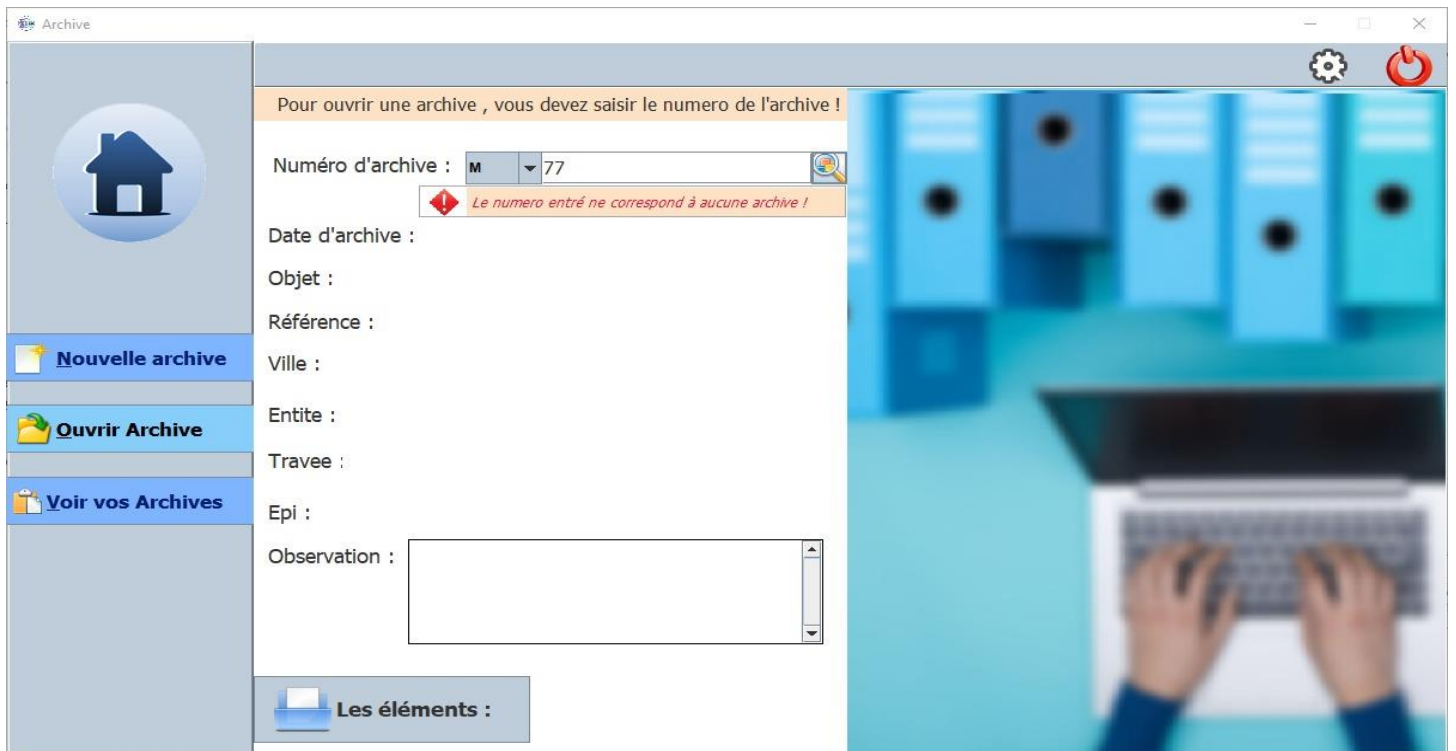 Archive
Pour ouvrir une archive , vous devez saisir le numero de l'archive !
Numéro d'archive : M 77
Le numero entré ne correspond à aucune archive !
Date d'archive :
Objet :
Référence :
Nouvelle archive
Ville :
Entite :
Ouvrir Archive
Travee :
Voir vos Archives
Epi :
Observation :
Les éléments :